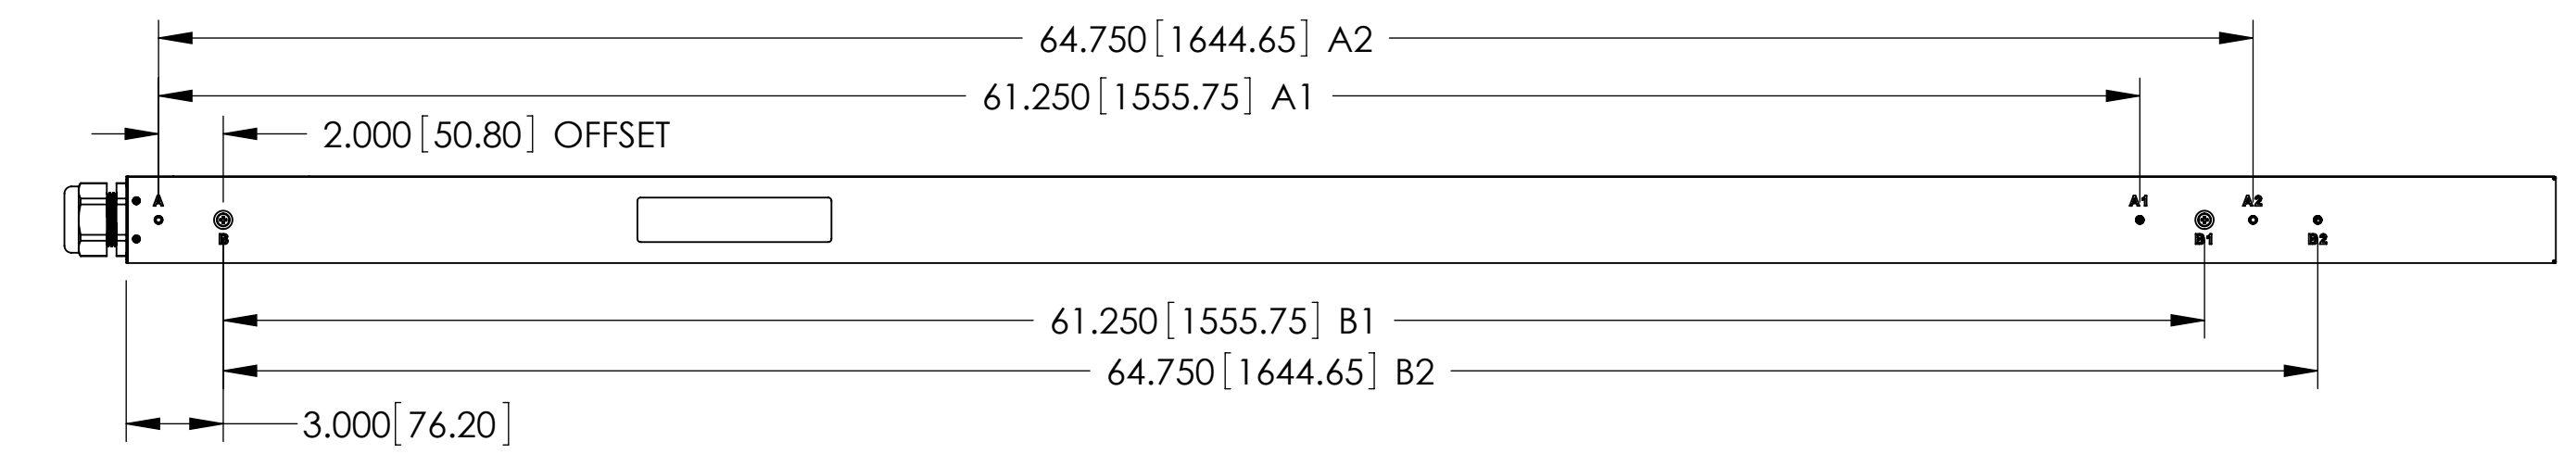 64.750[1644.65] A2
61.250[1555.75] A1
2.000[50.80] OFFSET
A
A1
A2
B
B1
B2
61.250[1555.75] B1
64.750[1644.65] B2
3.000[76.20]